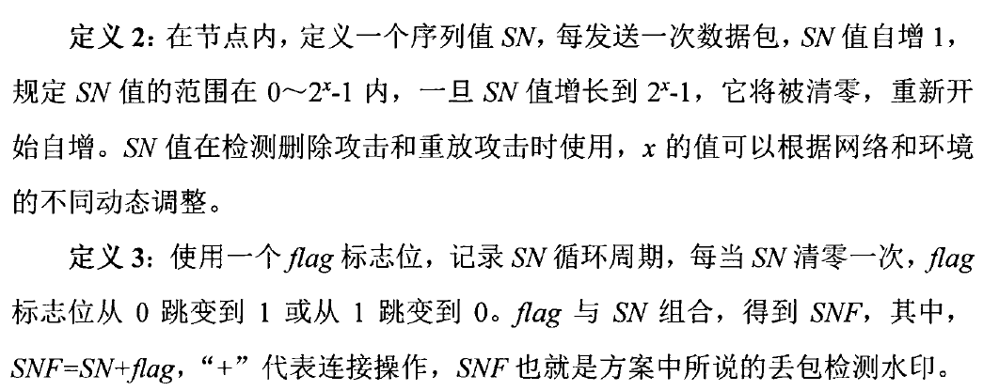 定义 2：在节点内，定义一个序列值 SN，每发送一次数据包，SN 值自增 1，
规定 SN 值的范围在 0～2ˣ-1 内，一旦 SN 值增长到 2ˣ-1，它将被清零，重新开
始自增。SN 值在检测删除攻击和重放攻击时使用，x 的值可以根据网络和环境
的不同动态调整。
定义 3：使用一个 flag 标志位，记录 SN 循环周期，每当 SN 清零一次，flag
标志位从 0 跳变到 1 或从 1 跳变到 0。flag 与 SN 组合，得到 SNF，其中，
SNF=SN+flag，“+”代表连接操作，SNF 也就是方案中所说的丢包检测水印。